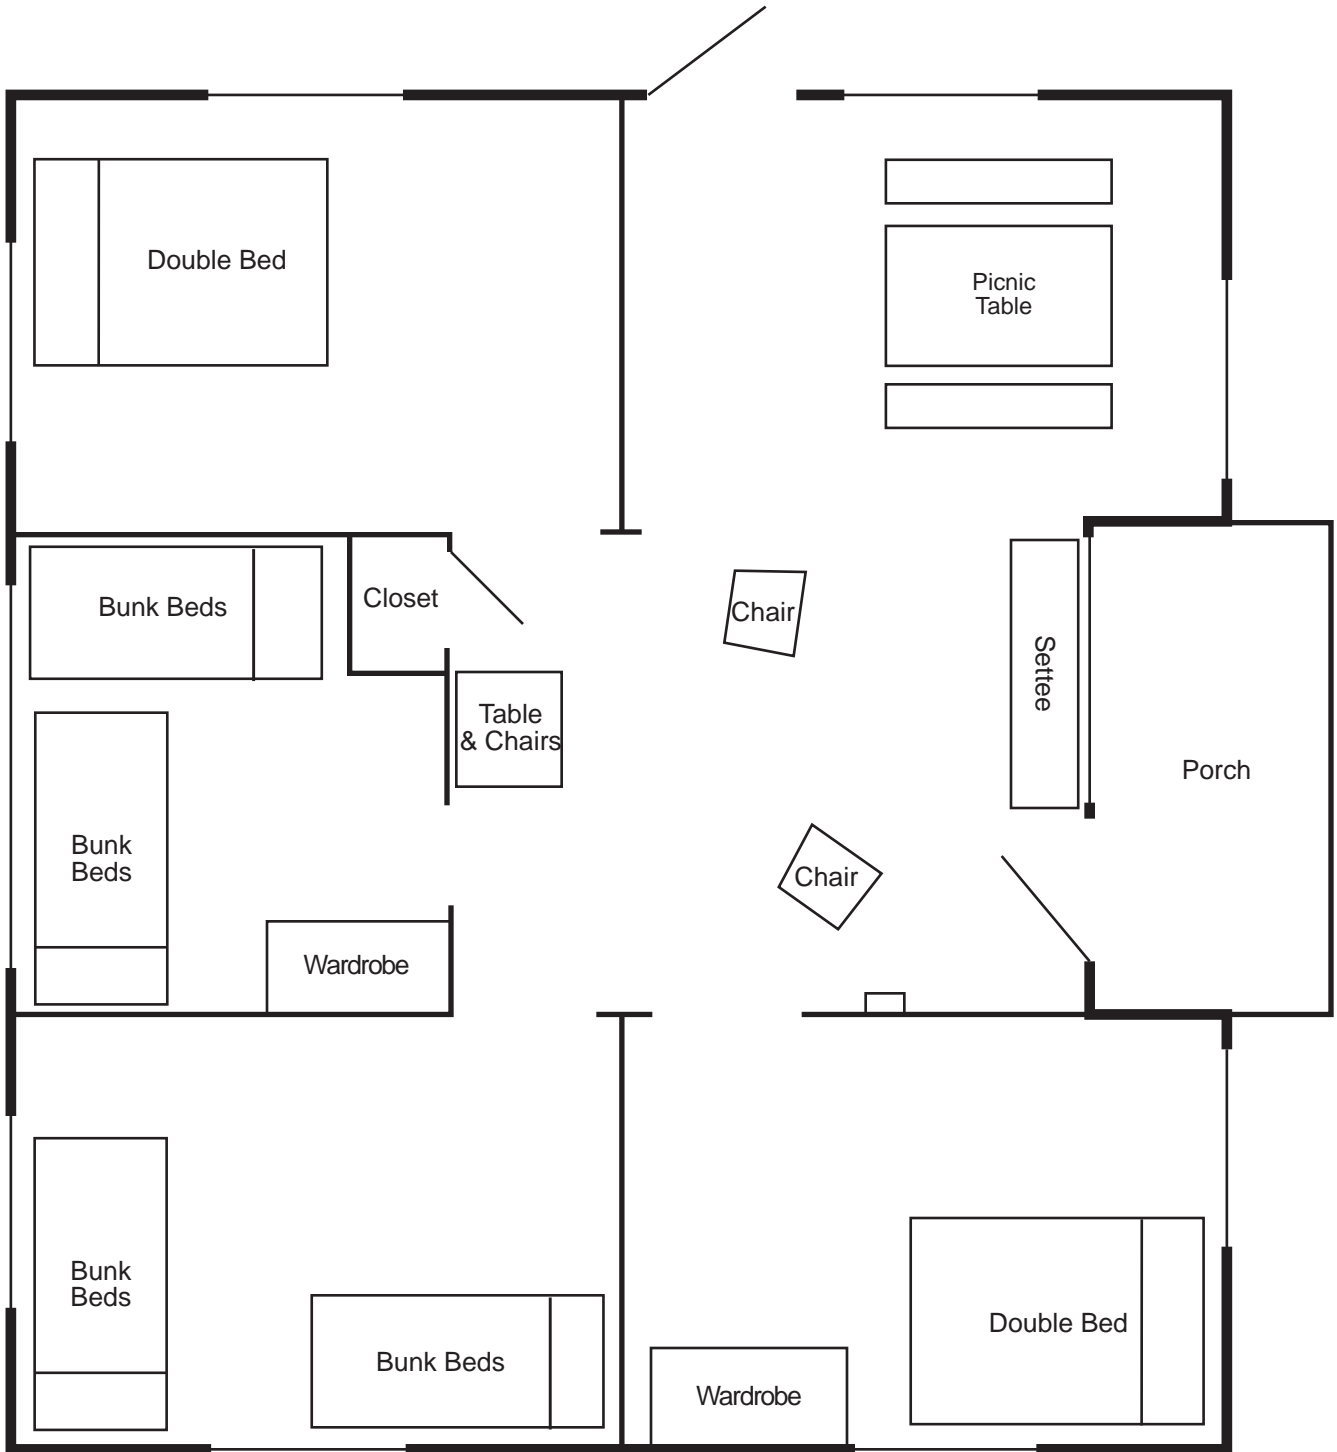 Double Bed
Picnic
Table
Bunk Beds
Closet
Chair
Settee
Table
& Chairs
Porch
Bunk
Beds
Chair
Wardrobe
Bunk
Beds
Double Bed
Bunk Beds
Wardrobe